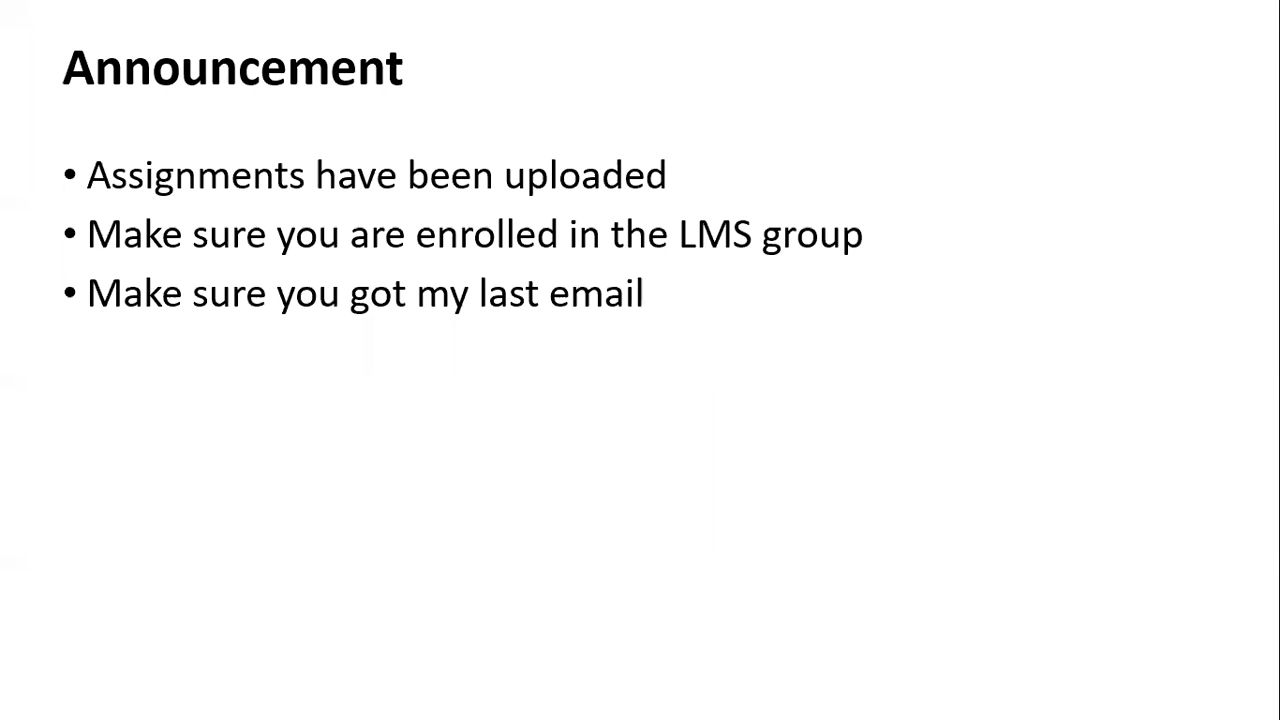 Announcement
• Assignments have been uploaded
• Make sure you are enrolled in the LMS group
• Make sure you got my last email